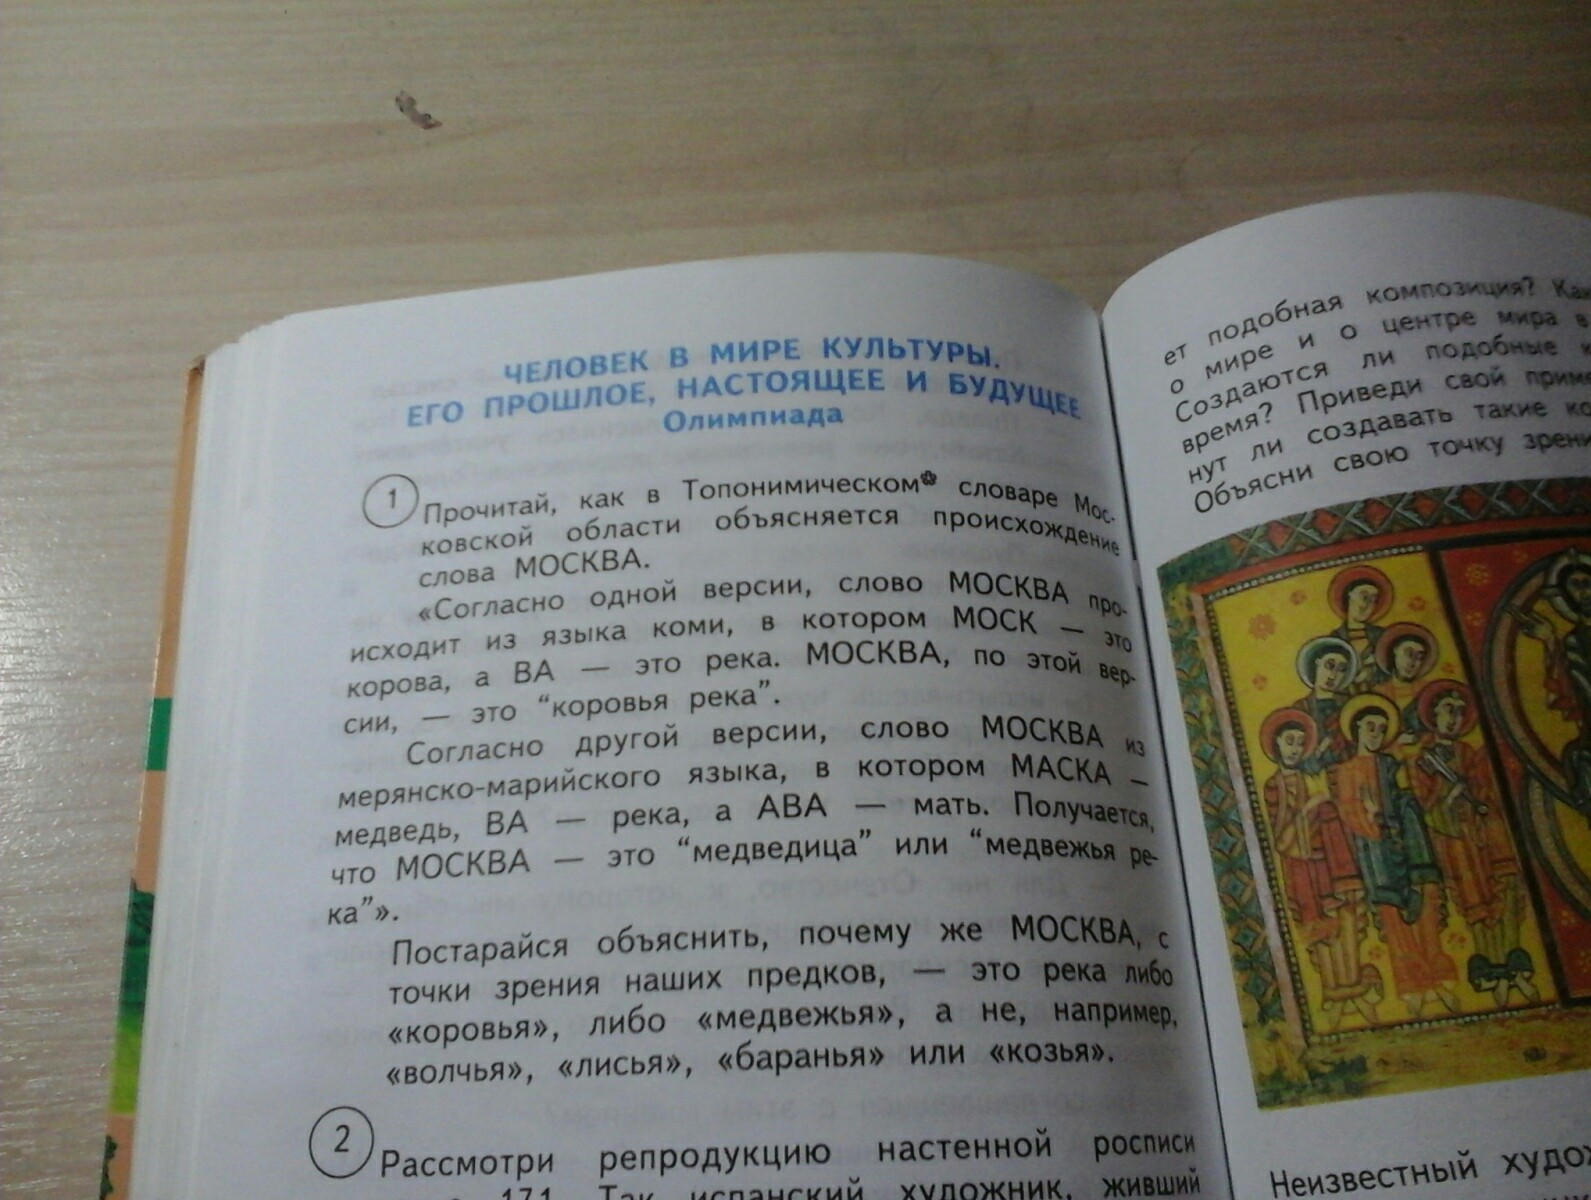 ЧЕЛОВЕК В МИРЕ КУЛЬТУРЫ.
ЕГО ПРОШЛОЕ, НАСТОЯЩЕЕ И БУДУЩЕЕ
Олимпиада
1 Прочитай, как в Топонимическом словаре Мос-
ковской области объясняется происхождение
слова МОСКВА.
«Согласно одной версии, слово МОСКВА про-
исходит из языка коми, в котором МОСК — это
корова, а ВА — это река. МОСКВА, по этой вер-
сии, — это “коровья река”.
Согласно другой версии, слово МОСКВА из
мерянско-марийского языка, в котором МАСКА —
медведь, ВА — река, а АВА — мать. Получается,
что МОСКВА — это “медведица” или “медвежья ре-
ка”».
Постарайся объяснить, почему же МОСКВА, с
точки зрения наших предков, — это река либо
«коровья», либо «медвежья», а не, например,
«волчья», «лисья», «баранья» или «козья».
2 Рассмотри репродукцию настенной росписи
171. Так испанский художник, живший
ет подобная композиция?
о мире и о центре мира в
Создаются ли подобные
время? Приведи свой
нут ли создавать такие
Объясни свою точку
Неизвестный